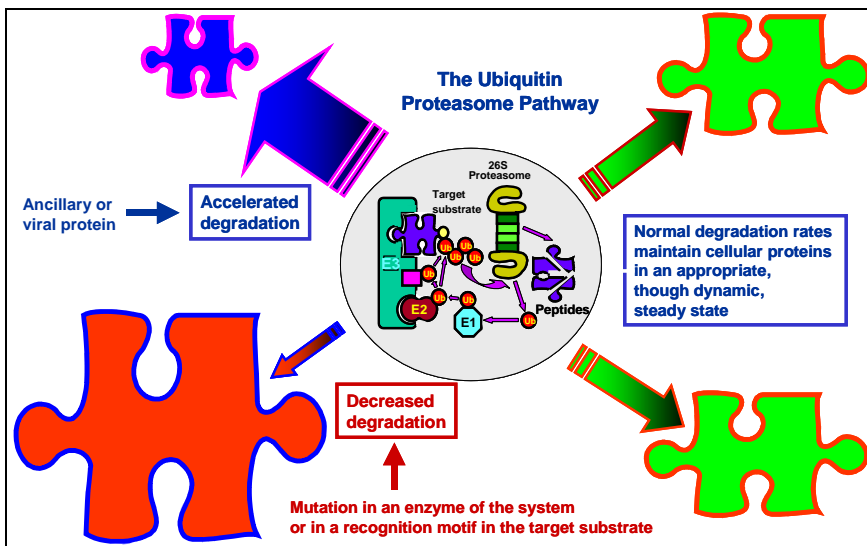 The Ubiquitin
Proteasome Pathway
Ancillary or
viral protein
Accelerated
degradation
26S
Proteasome
Target
substrate
E3
Ub
Ub
Ub
Ub
Ub
Ub
Ub
Ub
Ub
E2
E1
Peptides
Normal degradation rates
maintain cellular proteins
in an appropriate,
though dynamic,
steady state
Decreased
degradation
Mutation in an enzyme of the system
or in a recognition motif in the target substrate